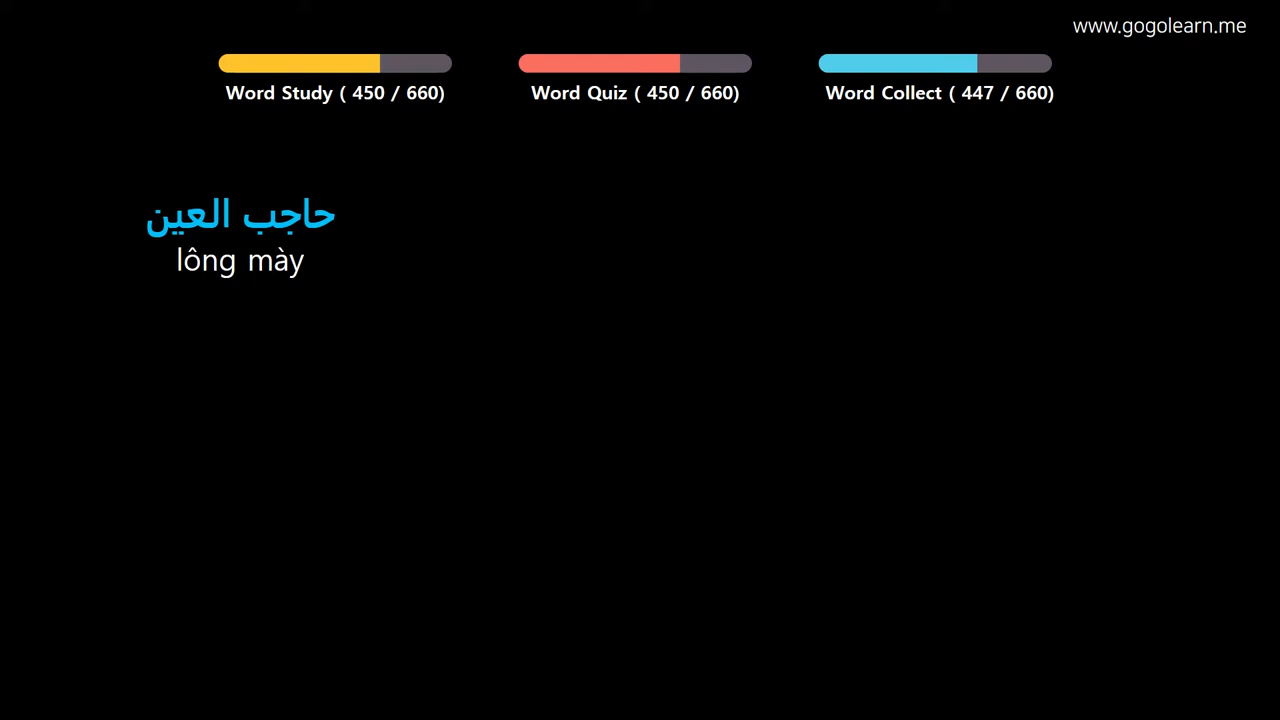 www.gogolearn.me
Word Study ( 450 / 660)
Word Quiz ( 450 / 660)
Word Collect ( 447 / 660)
حاجب العين
lông mày